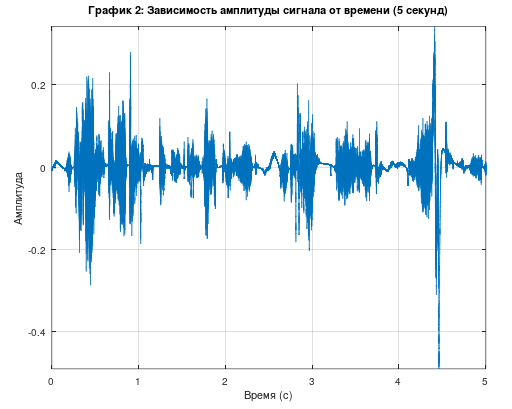 График 2: Зависимость амплитуды сигнала от времени (5 секунд)
0.2
0
-0.2
-0.4
Амплитуда
0 1 2 3 4 5
Время (с)